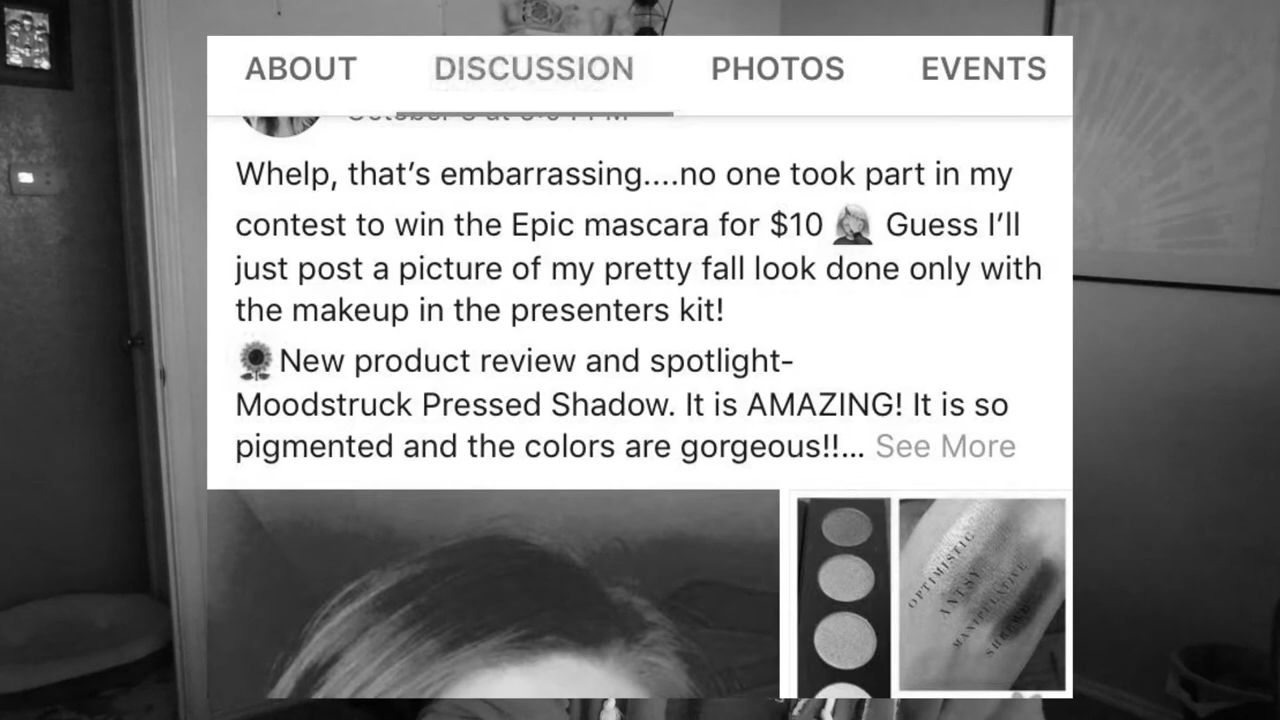 ABOUT DISCUSSION PHOTOS EVENTS
Whelp, that's embarrassing....no one took part in my
contest to win the Epic mascara for $10 🤦‍♀️ Guess I'll
just post a picture of my pretty fall look done only with
the makeup in the presenters kit!
🌻New product review and spotlight-
Moodstruck Pressed Shadow. It is AMAZING! It is so
pigmented and the colors are gorgeous!!... See More
OPTIMISTIC
ANTSY
MANIPULATIVE